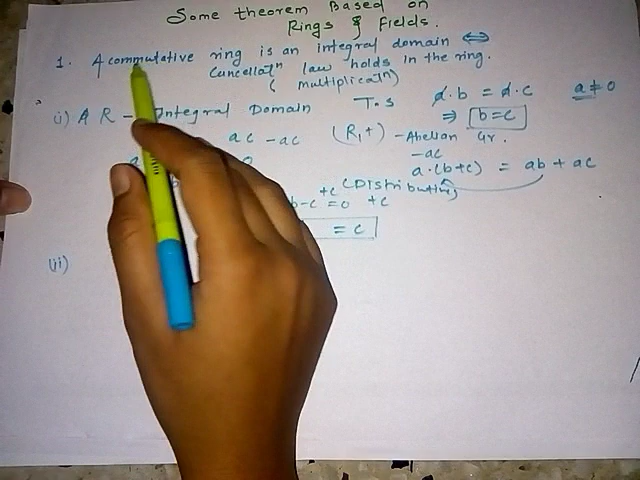 Some theorem Based on
Rings & Fields.
1. A commutative ring is an integral domain ⇔
Cancellatⁿ law holds in the ring.
(multiplicatⁿ)
i) A R - Integral Domain T.S a·b = a·c a ≠ 0
⇒ b=c
ac - ac (R,+) - Abelian Gr.
-ac
a·(b+c) = ab + ac
0
+c (Distributive)
b-c = 0 +c
= c
(ii)